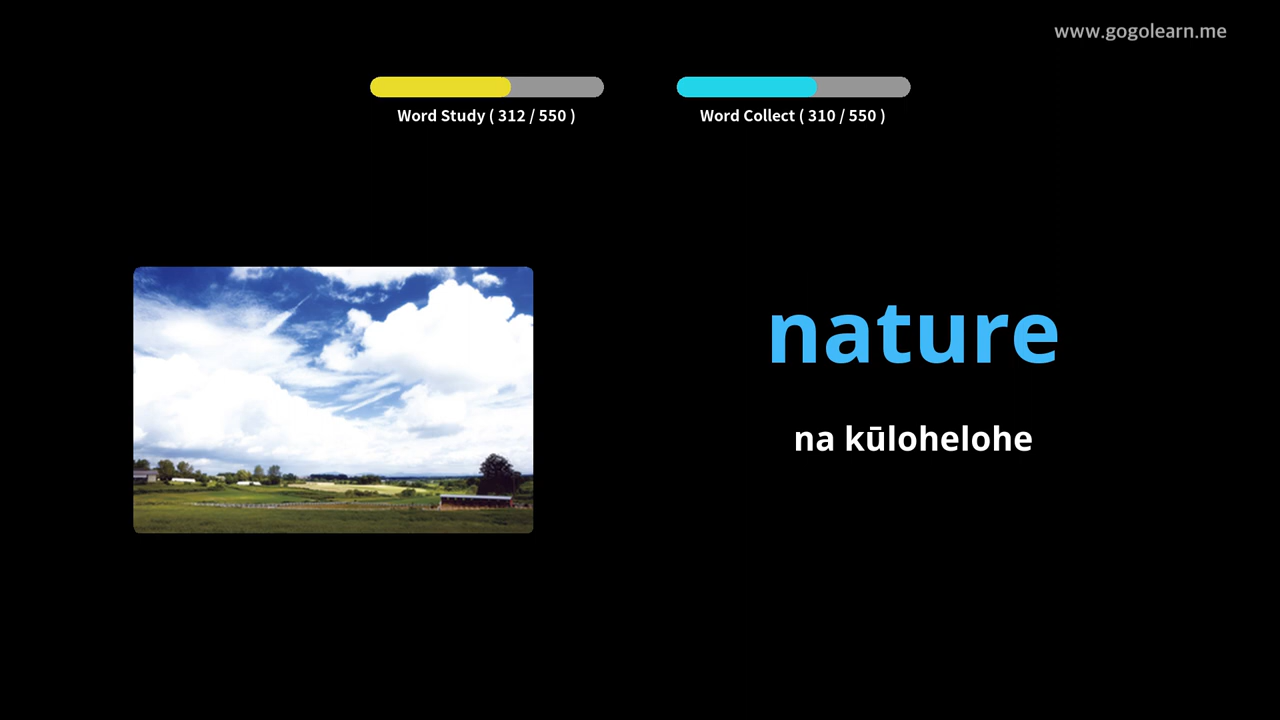 www.gogolearn.me
Word Study ( 312 / 550 )
Word Collect ( 310 / 550 )
nature
na kūlohelohe